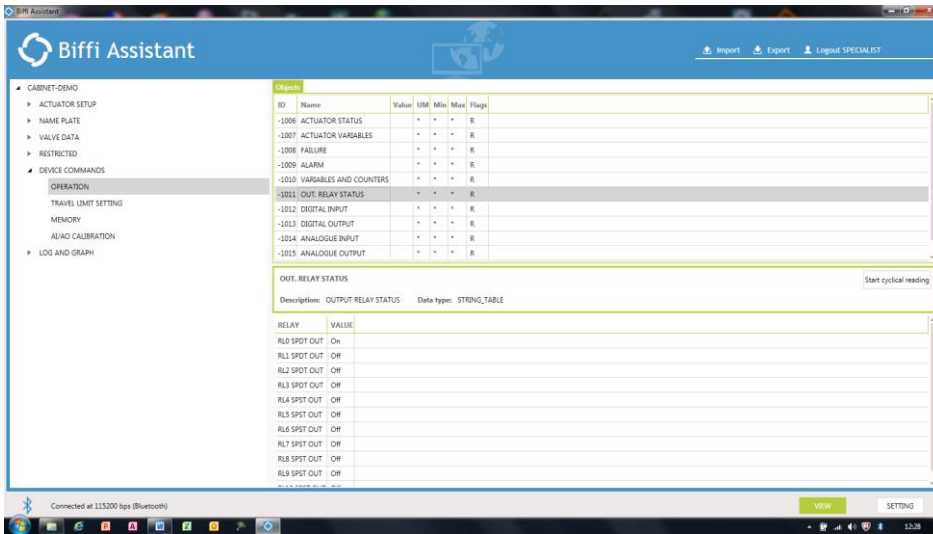 Biffi Assistant
Biffi Assistant
Import Export Logout SPECIALIST
CABINET-DEMO
ACTUATOR SETUP
NAME PLATE
VALVE DATA
RESTRICTED
DEVICE COMMANDS
OPERATION
TRAVEL LIMIT SETTING
MEMORY
AI/AO CALIBRATION
LOG AND GRAPH
Objects
ID Name Value UM Min Max Flags
-1006 ACTUATOR STATUS * * * R
-1007 ACTUATOR VARIABLES * * * R
-1008 FAILURE * * * R
-1009 ALARM * * * R
-1010 VARIABLES AND COUNTERS * * * R
-1011 OUT. RELAY STATUS * * * R
-1012 DIGITAL INPUT * * * R
-1013 DIGITAL OUTPUT * * * R
-1014 ANALOGUE INPUT * * * R
-1015 ANALOGUE OUTPUT * * * R
OUT. RELAY STATUS
Start cyclical reading
Description: OUTPUT RELAY STATUS Data type: STRING_TABLE
RELAY VALUE
RL0 SPDT OUT On
RL1 SPDT OUT Off
RL2 SPDT OUT Off
RL3 SPDT OUT Off
RL4 SPST OUT Off
RL5 SPST OUT Off
RL6 SPST OUT Off
RL7 SPST OUT Off
RL8 SPST OUT Off
RL9 SPST OUT Off
Connected at 115200 bps (Bluetooth)
VIEW SETTING
12:28